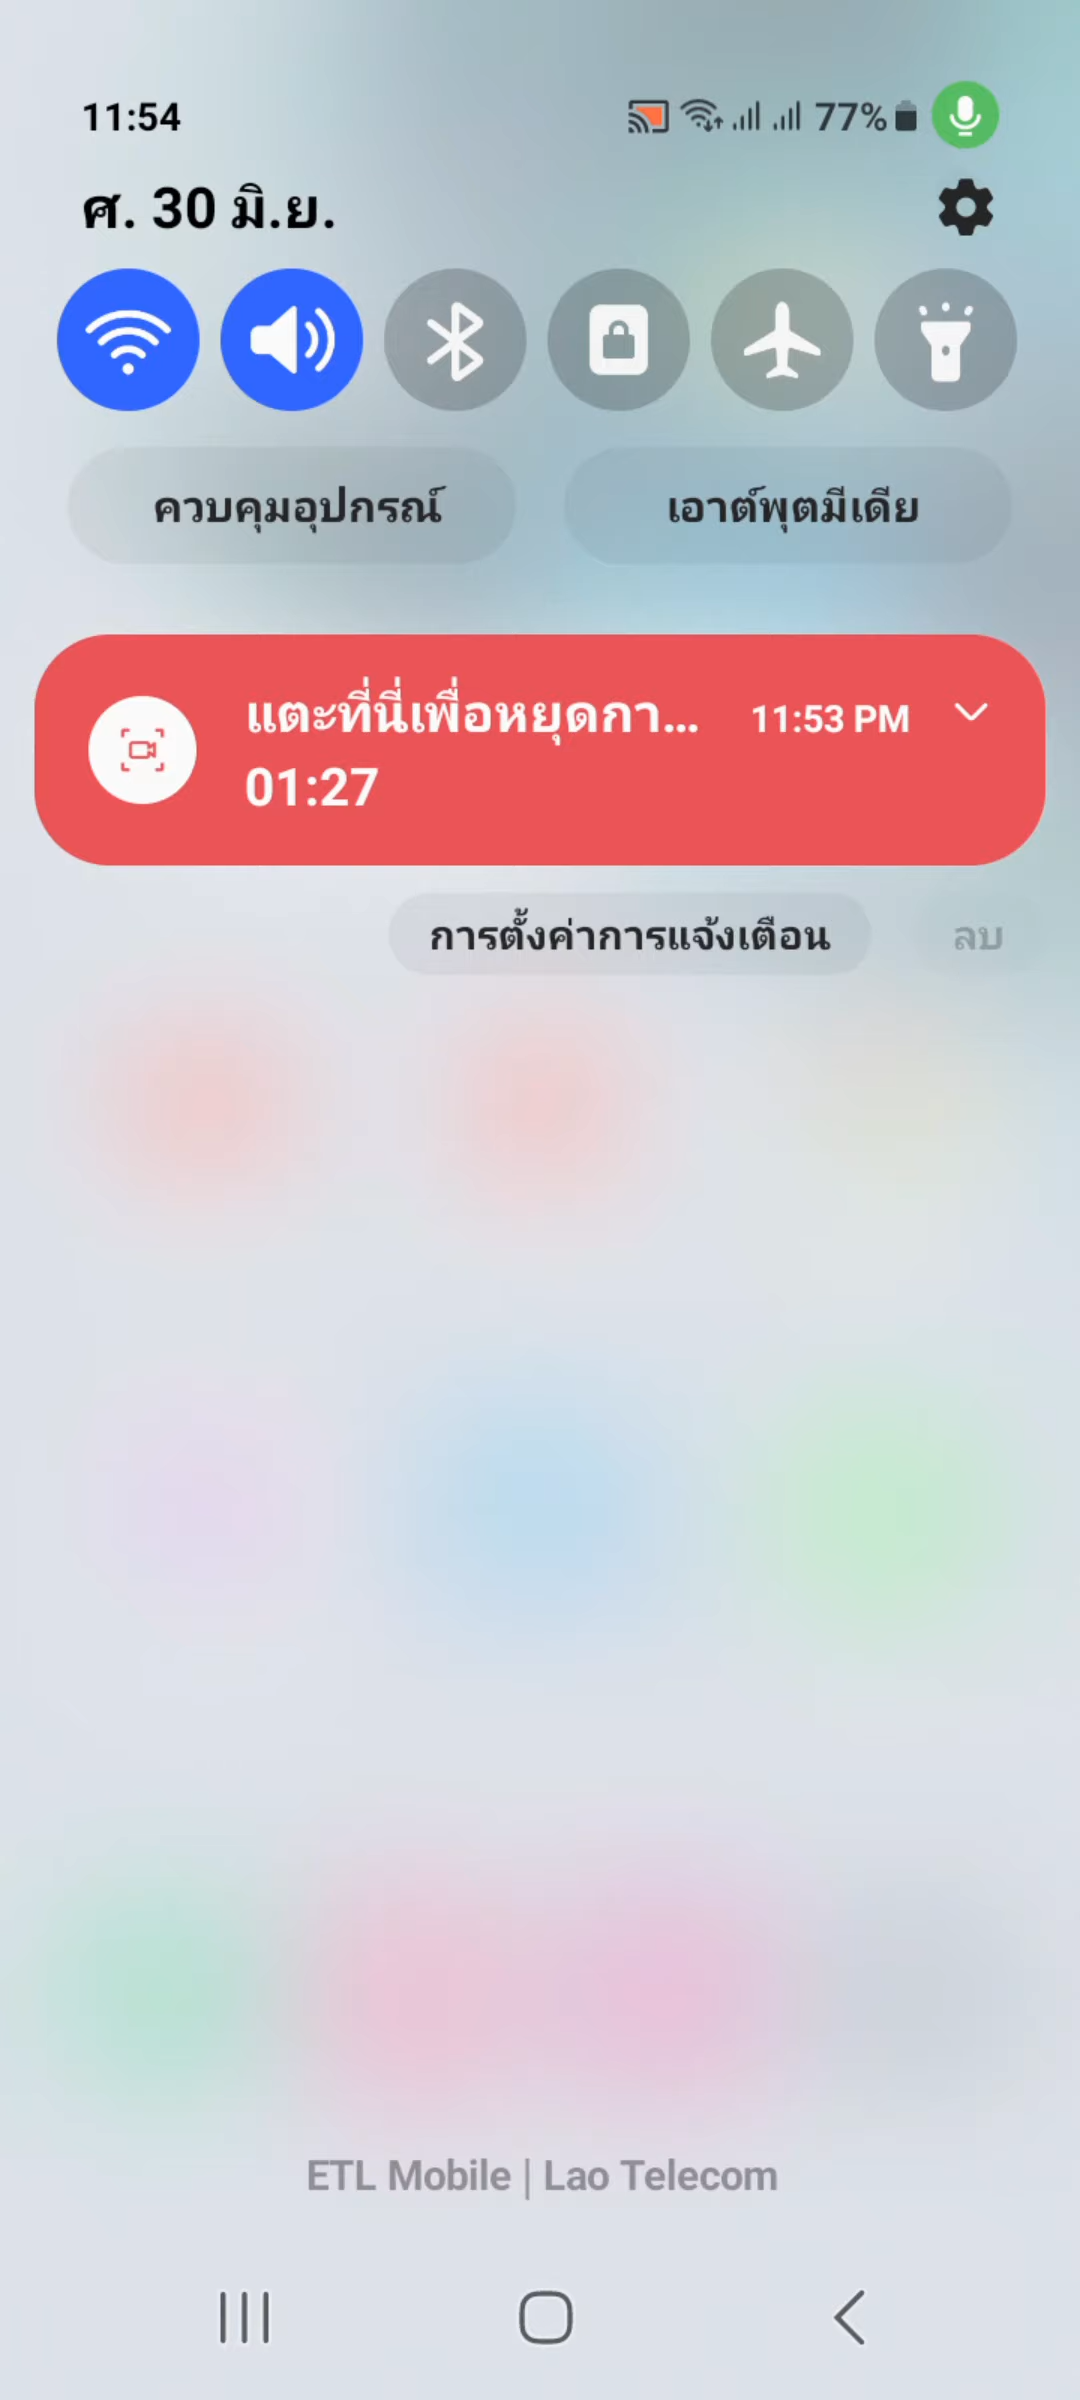 11:54
77%
ศ. 30 มิ.ย.
ควบคุมอุปกรณ์
เอาต์พุตมีเดีย
แตะที่นี่เพื่อหยุดกา...
11:53 PM
01:27
การตั้งค่าการแจ้งเตือน
ลบ
ETL Mobile | Lao Telecom